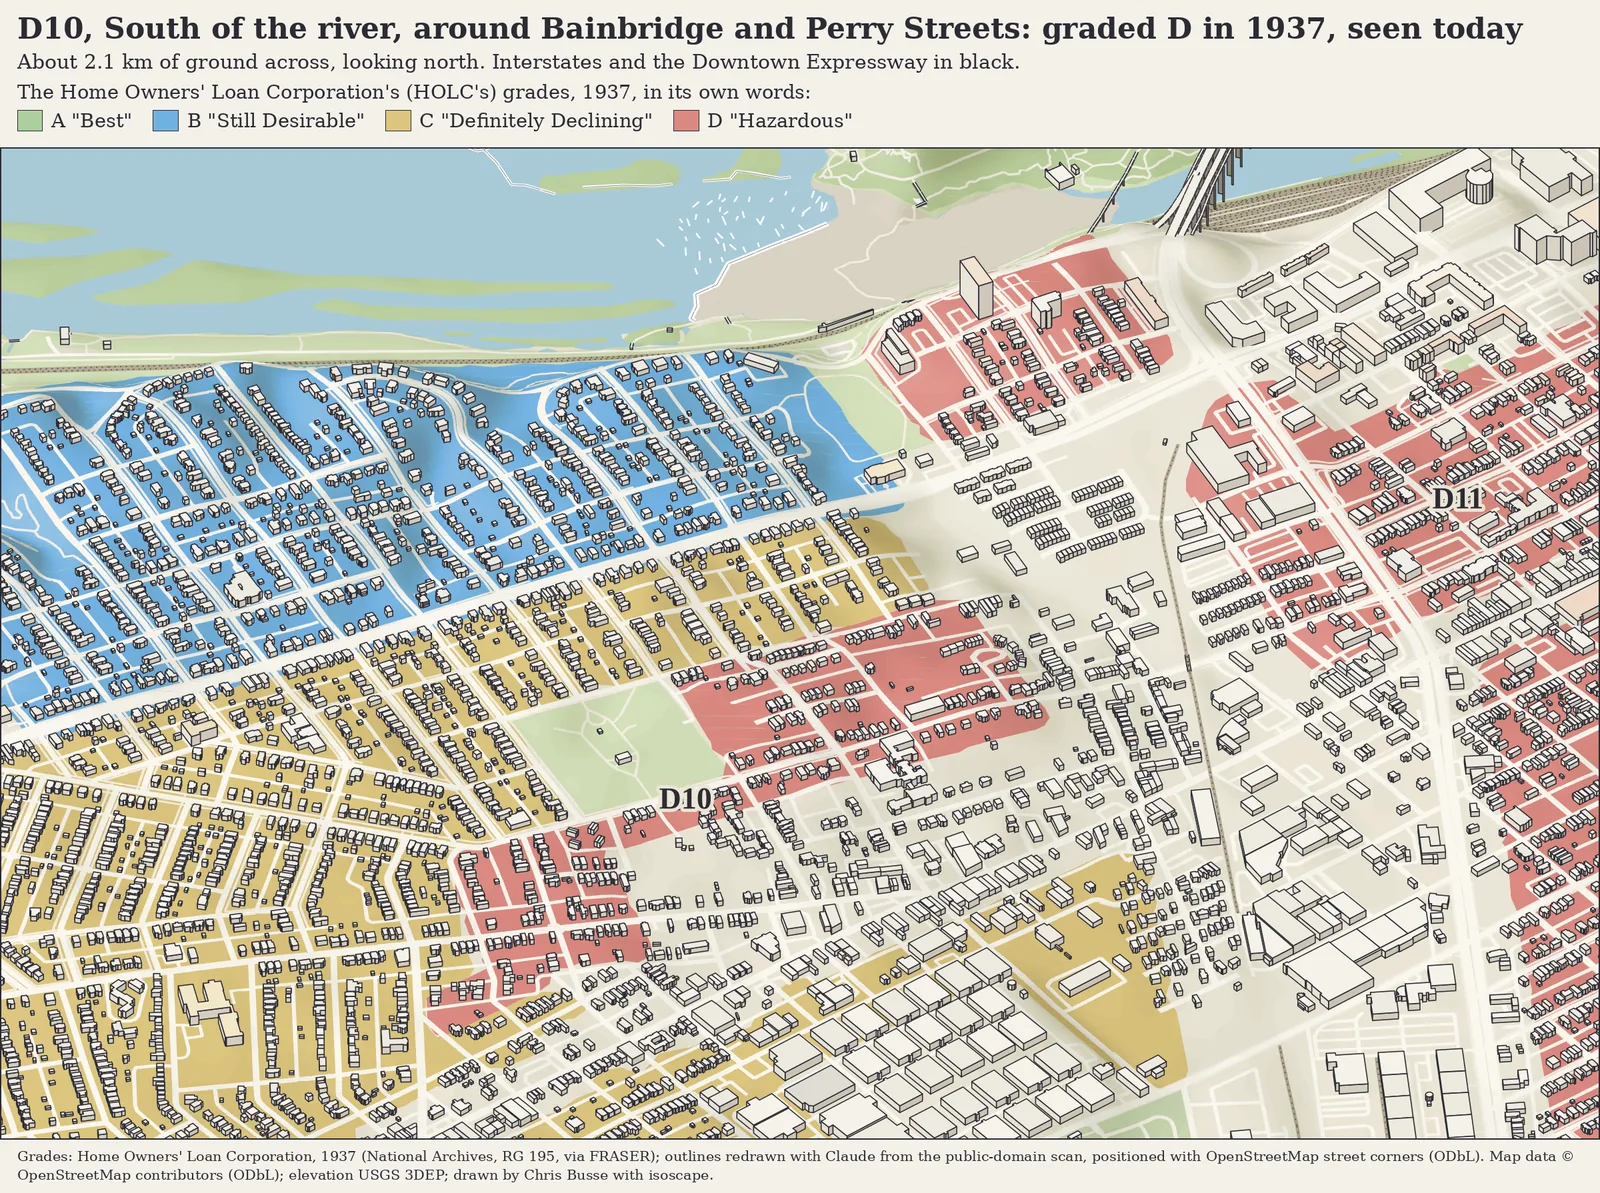 D10, South of the river, around Bainbridge and Perry Streets: graded D in 1937, seen today
About 2.1 km of ground across, looking north. Interstates and the Downtown Expressway in black.
The Home Owners' Loan Corporation's (HOLC's) grades, 1937, in its own words:
A "Best" B "Still Desirable" C "Definitely Declining" D "Hazardous"
D11
D10
Grades: Home Owners' Loan Corporation, 1937 (National Archives, RG 195, via FRASER); outlines redrawn with Claude from the public-domain scan, positioned with OpenStreetMap street corners (ODbL). Map data ©
OpenStreetMap contributors (ODbL); elevation USGS 3DEP; drawn by Chris Busse with isoscape.